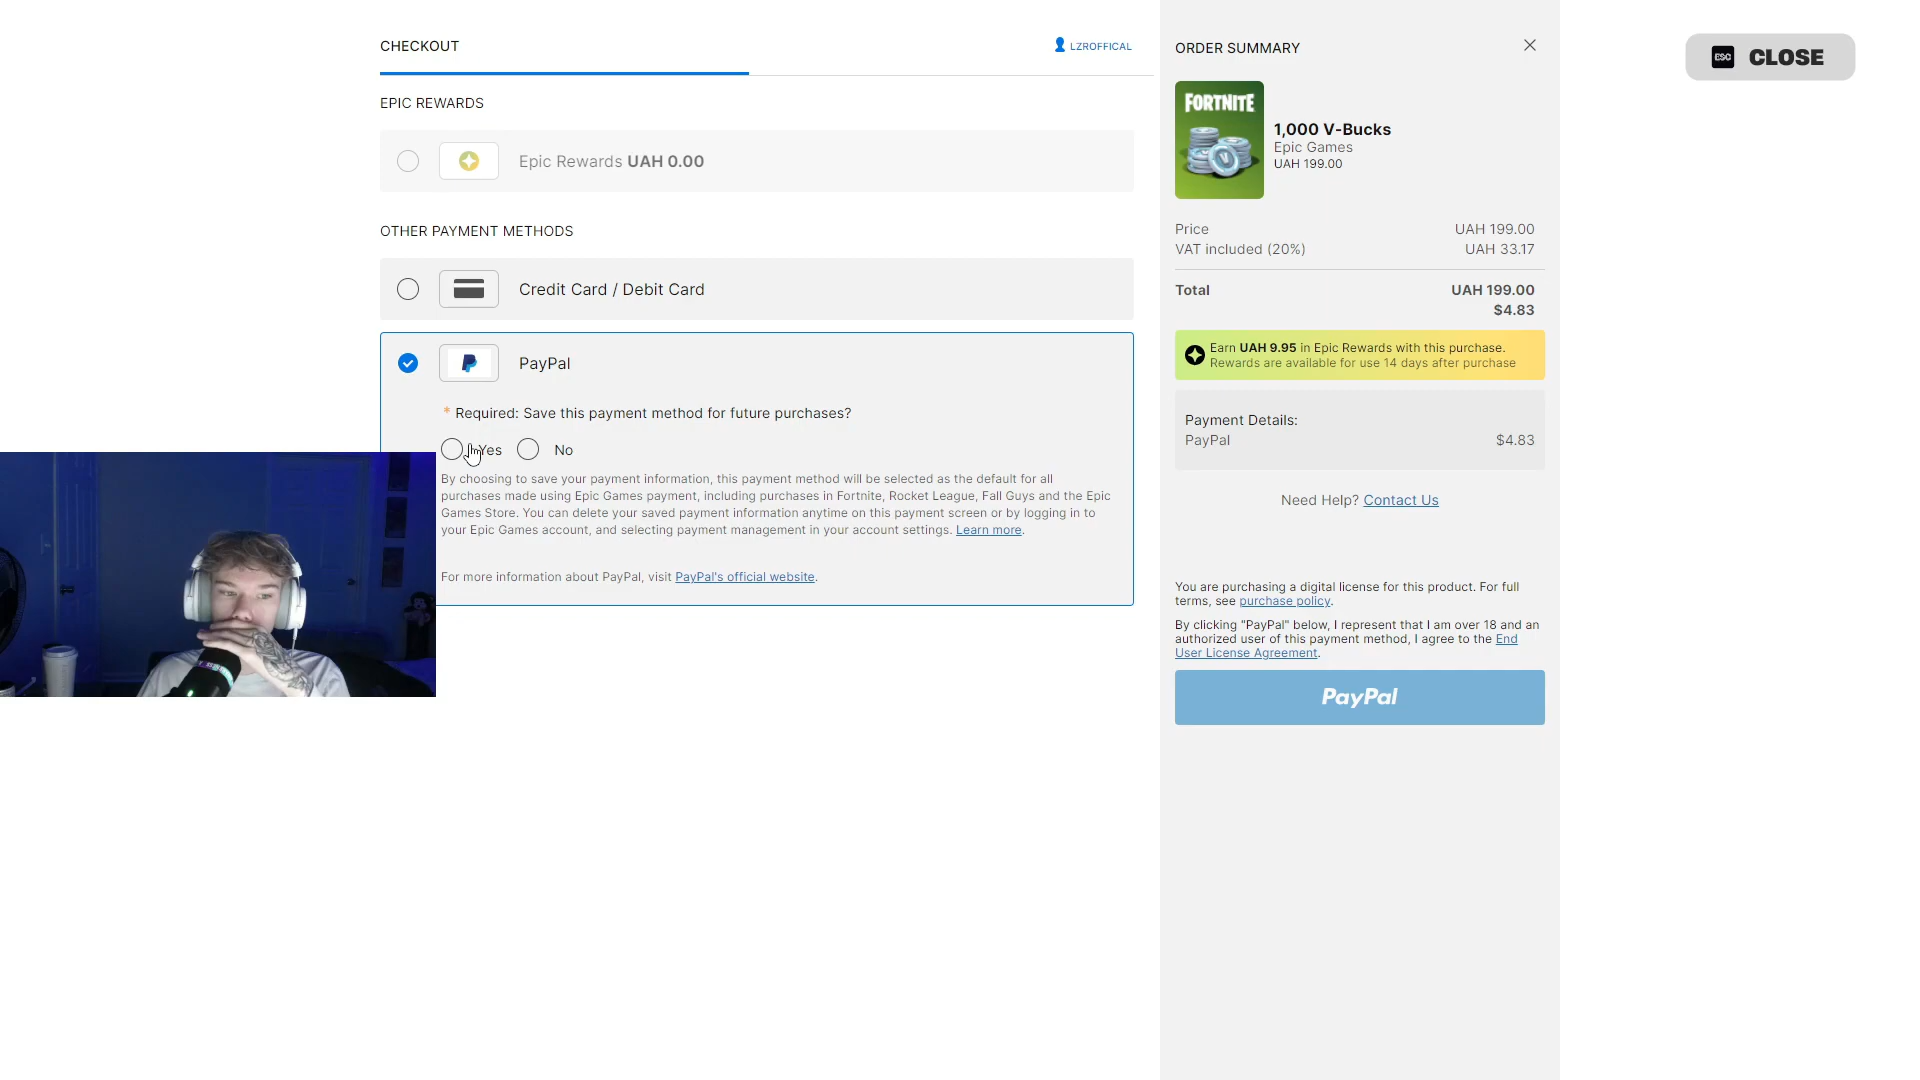 CHECKOUT
LZROFFICAL
EPIC REWARDS
Epic Rewards UAH 0.00
OTHER PAYMENT METHODS
Credit Card / Debit Card
PayPal
* Required: Save this payment method for future purchases?
Yes No
By choosing to save your payment information, this payment method will be selected as the default for all
purchases made using Epic Games payment, including purchases in Fortnite, Rocket League, Fall Guys and the Epic
Games Store. You can delete your saved payment information anytime on this payment screen or by logging in to
your Epic Games account, and selecting payment management in your account settings. Learn more.
For more information about PayPal, visit PayPal's official website.
ORDER SUMMARY
FORTNITE
1,000 V-Bucks
Epic Games
UAH 199.00
Price UAH 199.00
VAT included (20%) UAH 33.17
Total UAH 199.00
$4.83
Earn UAH 9.95 in Epic Rewards with this purchase.
Rewards are available for use 14 days after purchase
Payment Details:
PayPal $4.83
Need Help? Contact Us
You are purchasing a digital license for this product. For full
terms, see purchase policy.
By clicking "PayPal" below, I represent that I am over 18 and an
authorized user of this payment method, I agree to the End
User License Agreement.
PayPal
ESC CLOSE